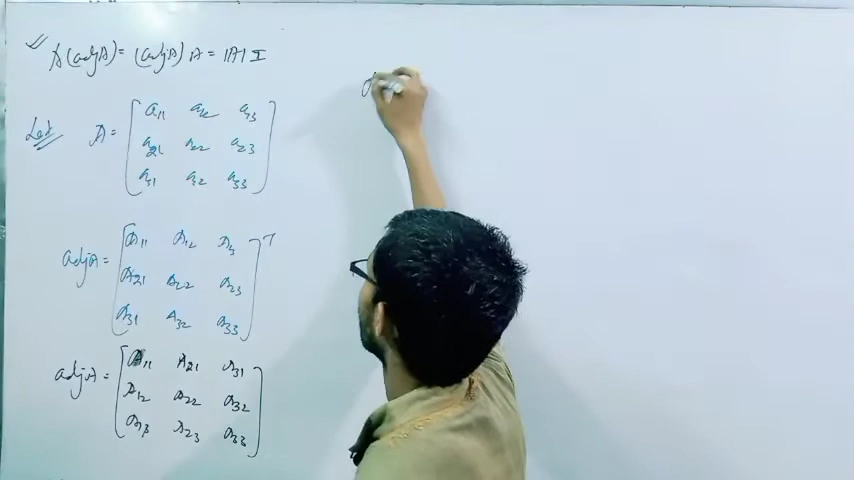 A(adjA) = (adjA) A = |A| I
Let A = [ a11 a12 a13
a21 a22 a23
a31 a32 a33 ]
adjA = [ A11 A12 A13 ]T
A21 A22 A23
A31 A32 A33
adjA = [ A11 A21 A31
A12 A22 A32
A13 A23 A33 ]